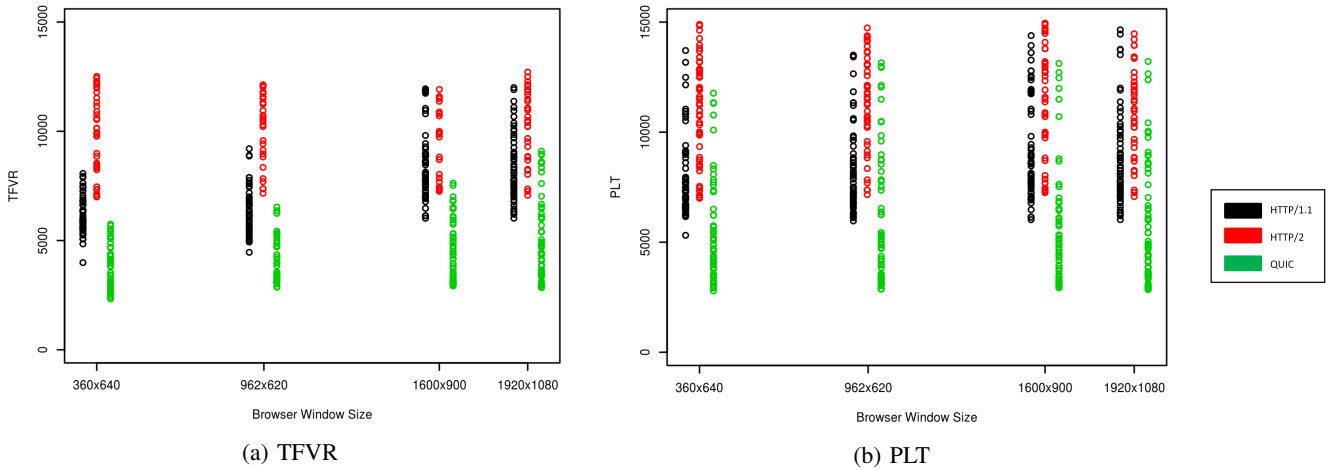 TFVR
15000
10000
5000
0
360x640 962x620 1600x900 1920x1080
Browser Window Size
(a) TFVR
PLT
15000
10000
5000
0
360x640 962x620 1600x900 1920x1080
Browser Window Size
(b) PLT
HTTP/1.1
HTTP/2
QUIC